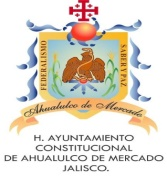 FEDERALISMO
SABER Y PAZ
Ahualulco de Mercado
H. AYUNTAMIENTO
CONSTITUCIONAL
DE AHUALULCO DE MERCADO
JALISCO.